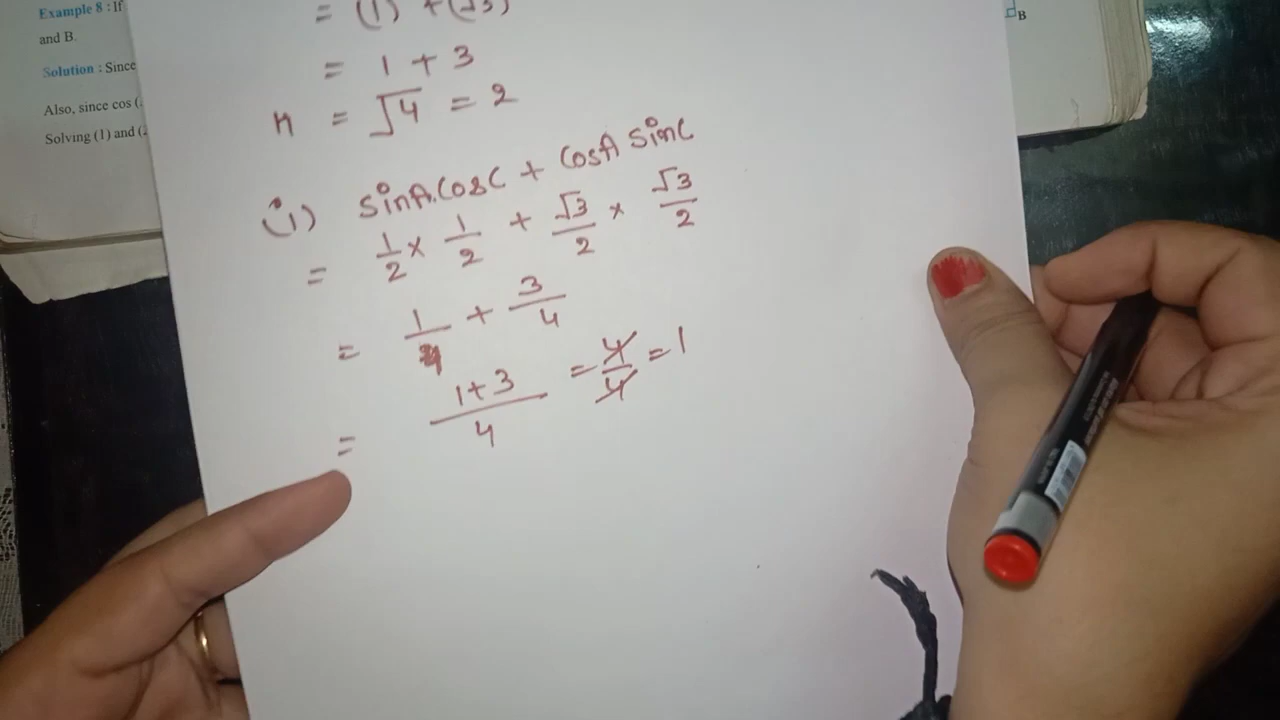 Example 8 : If
and B.
Solution : Since
Also, since cos (
Solving (1) and (2
B
= (1) + (√3)
= 1 + 3
n = √4 = 2
(i) sinA.cosC + cosA sinC
= 1/2 × 1/2 + √3/2 × √3/2
= 1/4 + 3/4
= 1+3/4 = 4/4 = 1